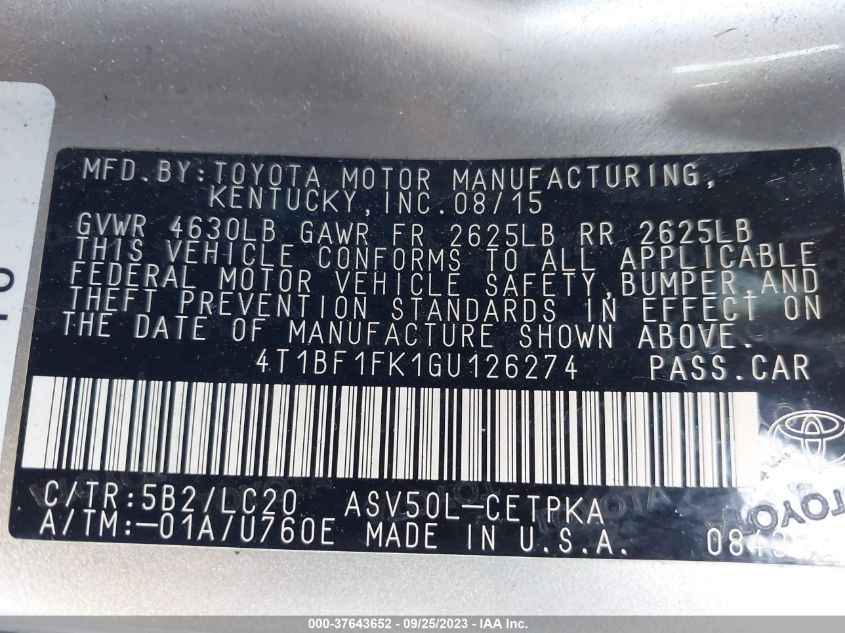 MFD.BY:TOYOTA MOTOR MANUFACTURING,
KENTUCKY,INC.08/15
GVWR 4630LB GAWR FR 2625LB RR 2625LB
THIS VEHICLE CONFORMS TO ALL APPLICABLE
FEDERAL MOTOR VEHICLE SAFETY,BUMPER,AND
THEFT PREVENTION STANDARDS IN EFFECT ON
THE DATE OF MANUFACTURE SHOWN ABOVE.
4T1BF1FK1GU126274 PASS.CAR
C/TR:5B2/LC20 ASV50L-CETPKA
A/TM:-01A/U760E MADE IN U.S.A.
TOYOTA
000-37643652 - 09/25/2023 - © IAA, Inc.